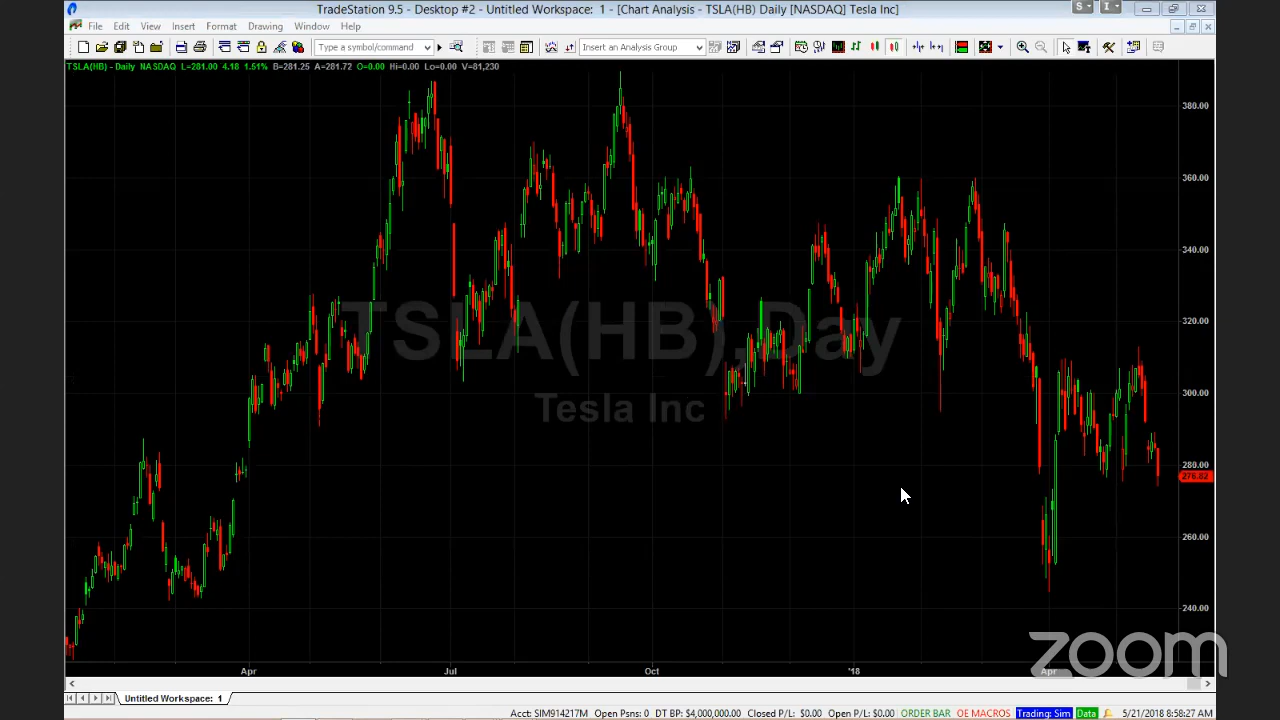 TradeStation 9.5 - Desktop #2 - Untitled Workspace: 1 - [Chart Analysis - TSLA(HB) Daily [NASDAQ] Tesla Inc]
S
I
File Edit View Insert Format Drawing Window Help
Type a symbol/command
Insert an Analysis Group
TSLA(HB) - Daily NASDAQ L=281.00 4.18 1.51% B=281.25 A=281.72 O=0.00 Hi=0.00 Lo=0.00 V=81,230
380.00
360.00
340.00
320.00
300.00
280.00
276.82
260.00
240.00
TSLA(HB),Day
Tesla Inc
Apr Jul Oct '18 Apr
zoom
Untitled Workspace: 1
Acct: SIM914217M Open Psns: 0 DT BP: $4,000,000.00 Closed P/L: $0.00 Open P/L: $0.00 ORDER BAR OE MACROS Trading: Sim Data 5/21/2018 8:58:27 AM